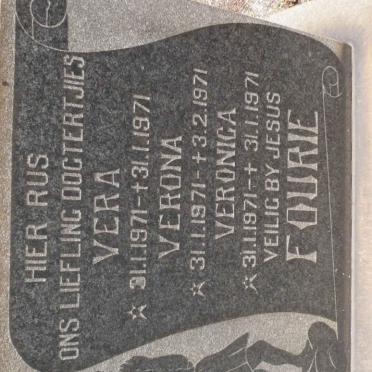 HIER RUS
ONS LIEFLING DOGTERTJIES
VERA
☆ 31.1.1971-✝31.1.1971
VERONA
☆ 31.1.1971-✝3.2.1971
VERONICA
☆ 31.1.1971-✝31.1.1971
VEILIG BY JESUS
FOURIE